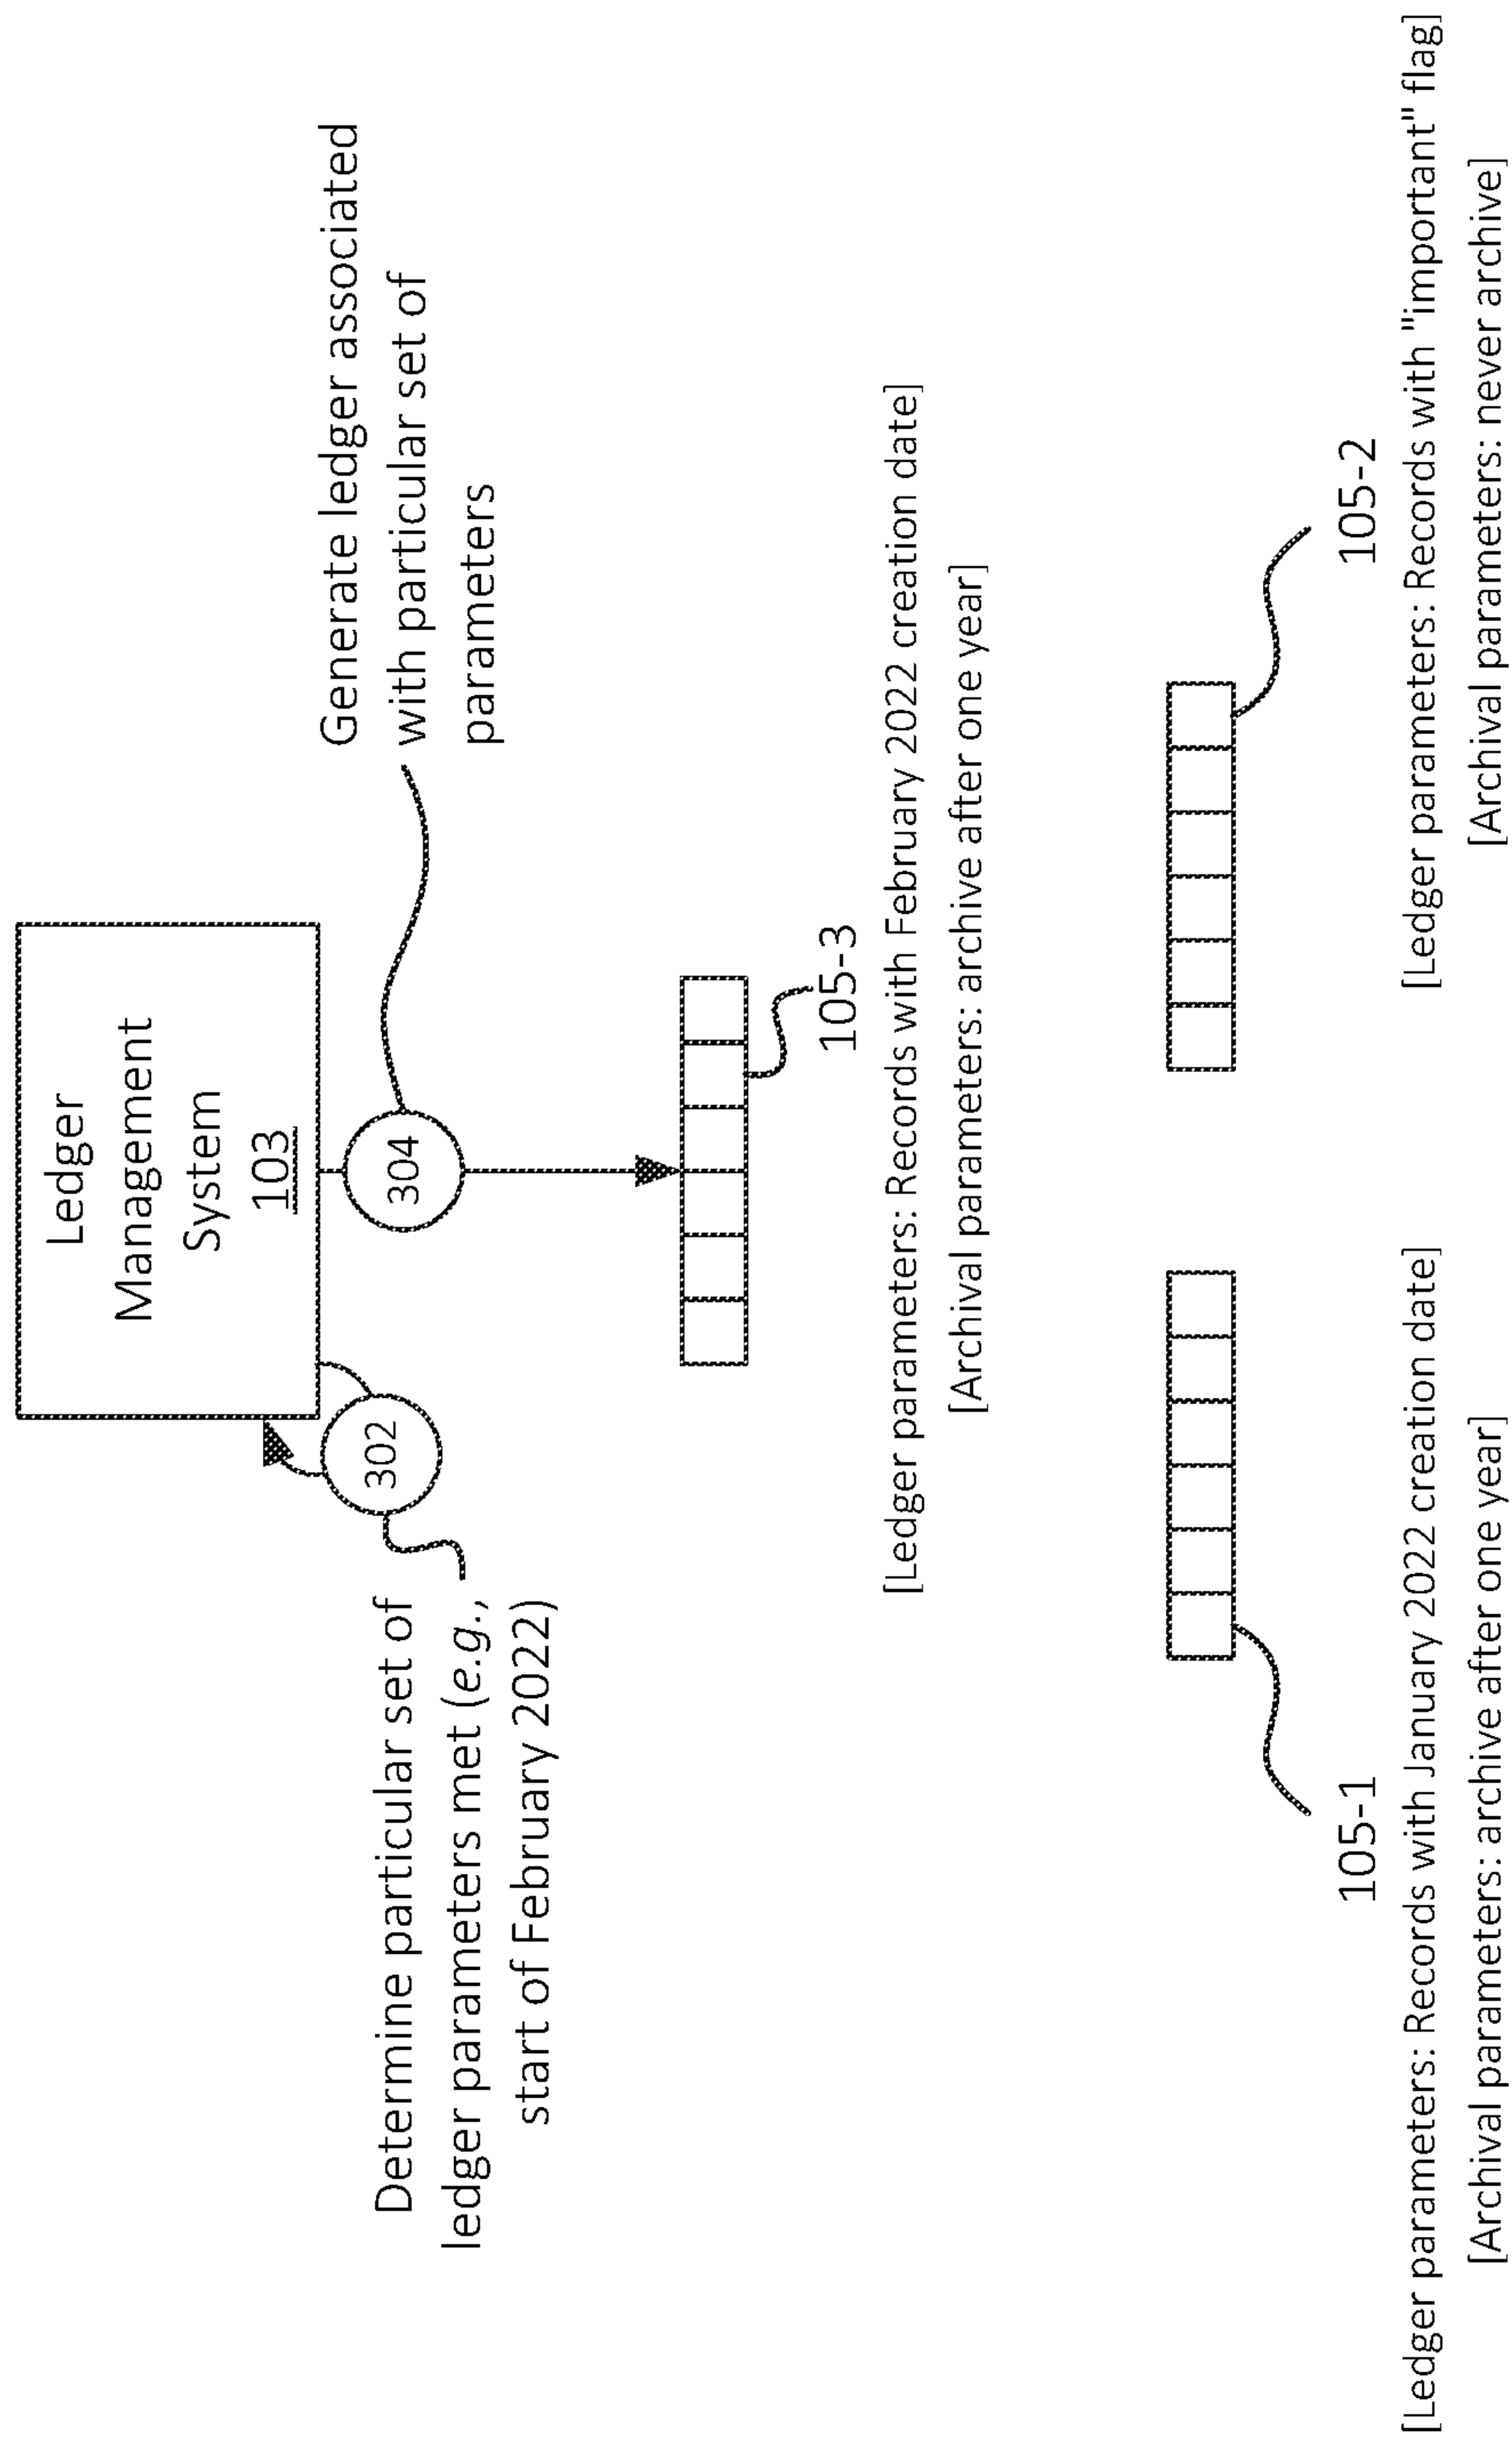 Ledger
Management
System
103
302
304
Determine particular set of
ledger parameters met (e.g.,
start of February 2022)
Generate ledger associated
with particular set of
parameters
105-3
[Ledger parameters: Records with February 2022 creation date]
[Archival parameters: archive after one year]
105-1
[Ledger parameters: Records with January 2022 creation date]
[Archival parameters: archive after one year]
105-2
[Ledger parameters: Records with "important" flag]
[Archival parameters: never archive]